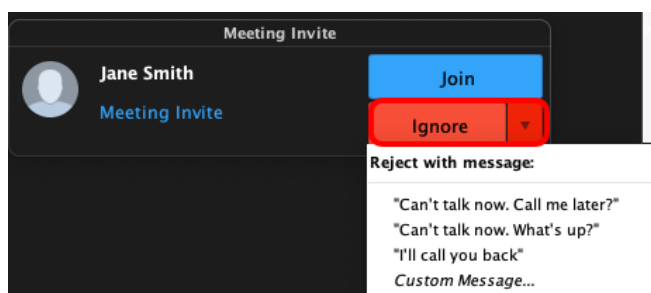 Meeting Invite
Jane Smith
Meeting Invite
Join
Ignore
Reject with message:
"Can't talk now. Call me later?"
"Can't talk now. What's up?"
"I'll call you back"
Custom Message...